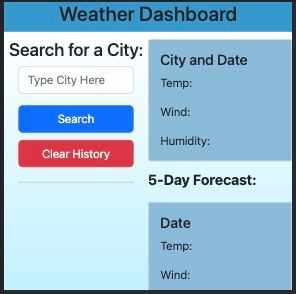 Weather Dashboard
Search for a City:
Type City Here
Search
Clear History
City and Date
Temp:
Wind:
Humidity:
5-Day Forecast:
Date
Temp:
Wind: